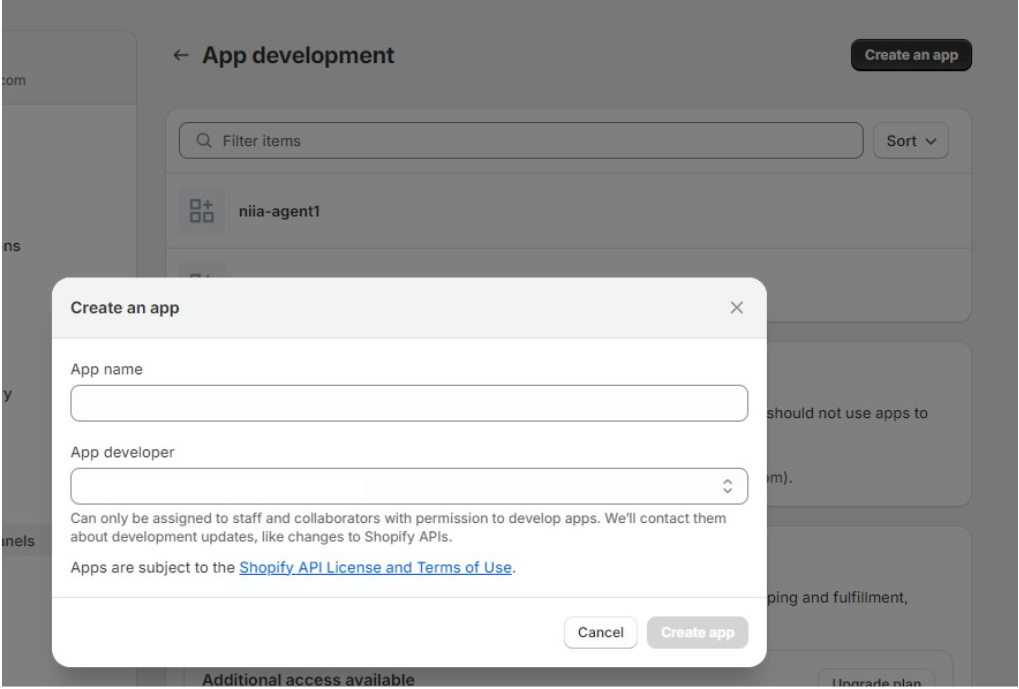 com
← App development
Create an app
Filter items
Sort
niia-agent1
ns
Create an app
App name
y
should not use apps to
App developer
om).
Can only be assigned to staff and collaborators with permission to develop apps. We'll contact them
about development updates, like changes to Shopify APIs.
nnels
Apps are subject to the Shopify API License and Terms of Use.
ping and fulfillment,
Cancel
Create app
Additional access available
Upgrade plan